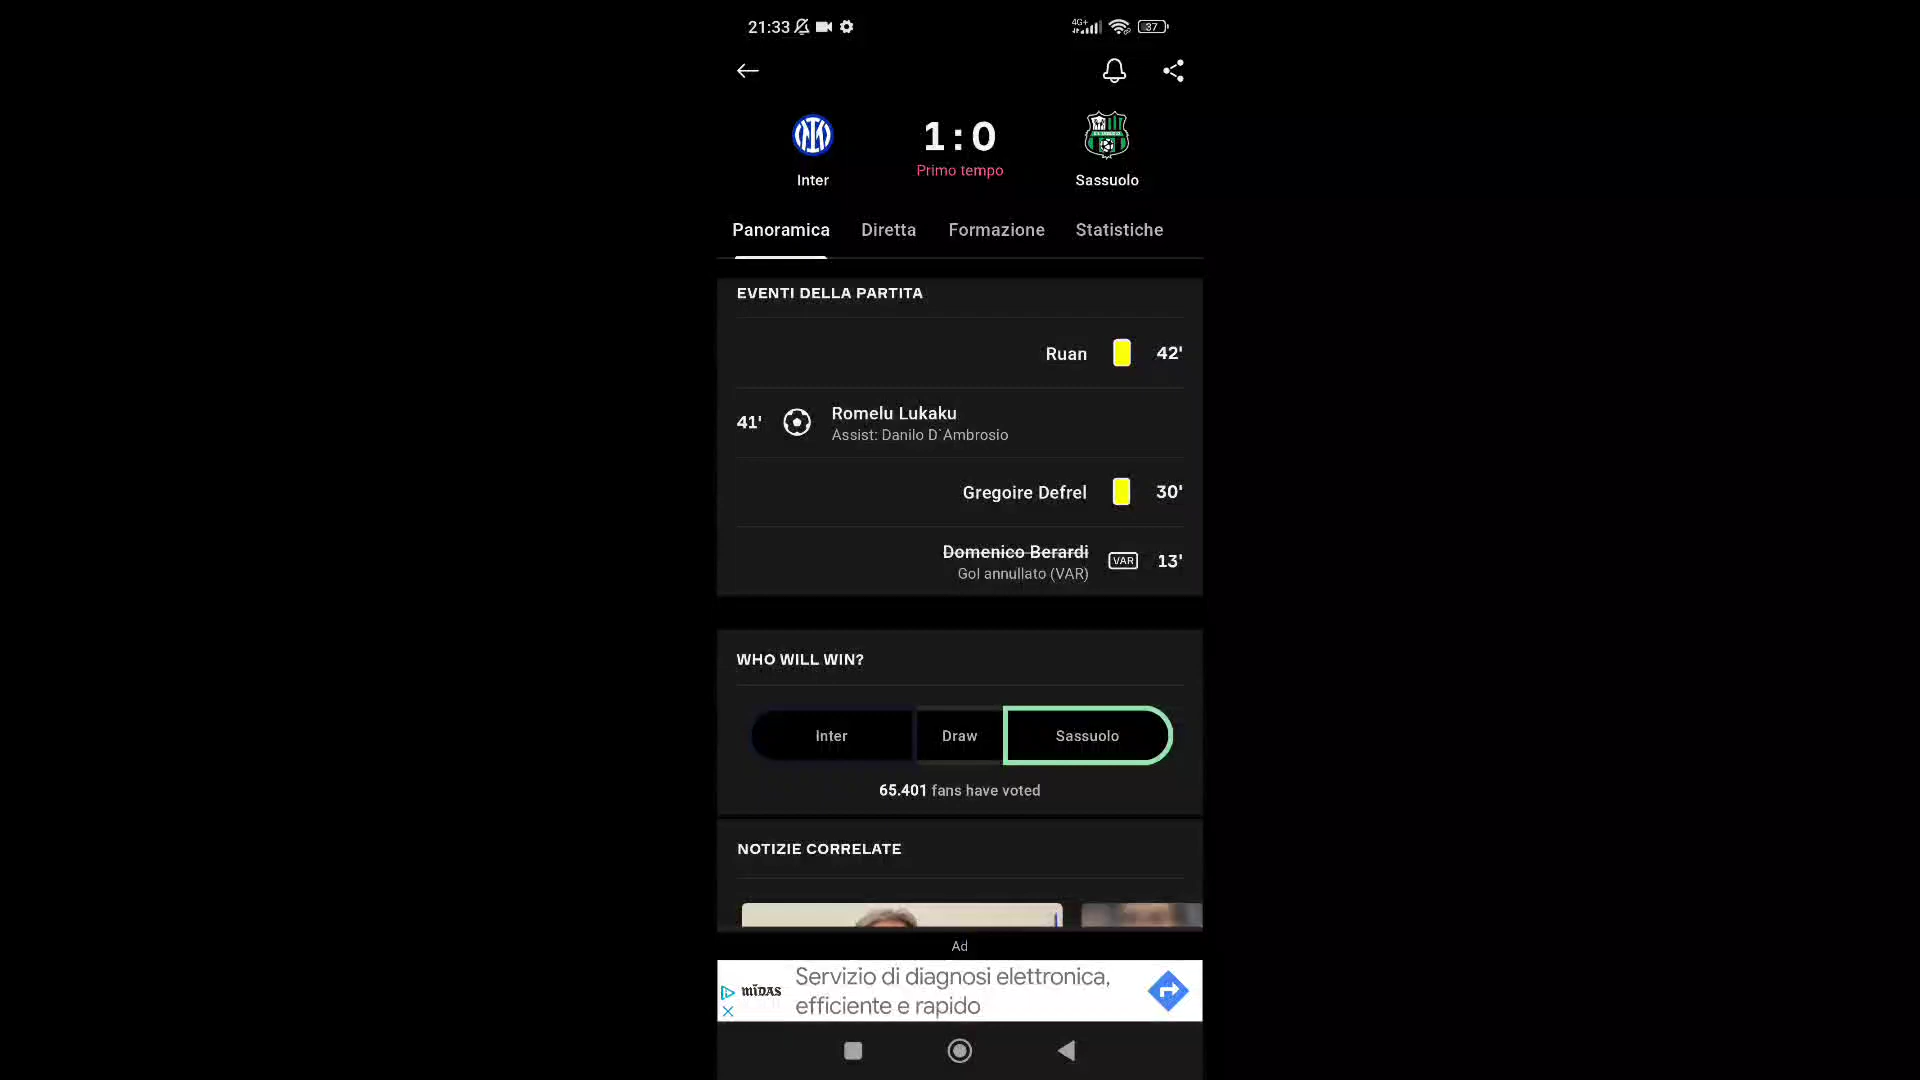 21:33
4G+
37
1:0
Primo tempo
Inter
Sassuolo
Panoramica
Diretta
Formazione
Statistiche
EVENTI DELLA PARTITA
Ruan
42'
41'
Romelu Lukaku
Assist: Danilo D`Ambrosio
Gregoire Defrel
30'
Domenico Berardi
Gol annullato (VAR)
VAR
13'
WHO WILL WIN?
Inter
Draw
Sassuolo
65.401 fans have voted
NOTIZIE CORRELATE
Ad
MIDAS
Servizio di diagnosi elettronica,
efficiente e rapido